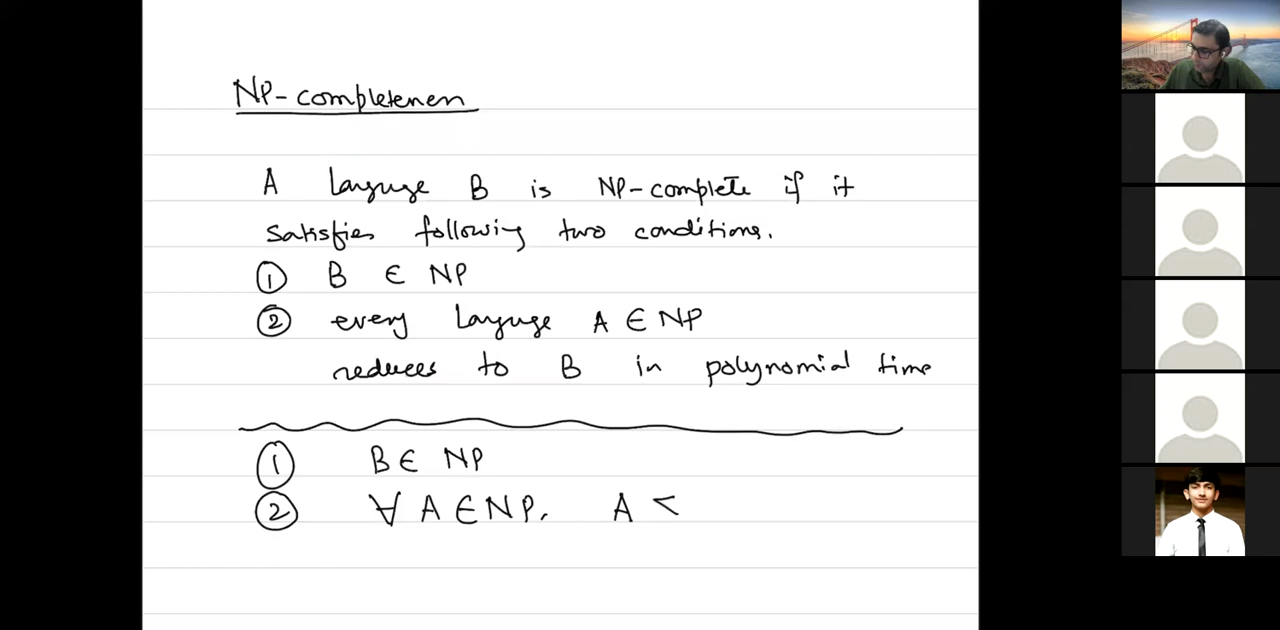 NP-completeness
A language B is NP-complete if it
satisfies following two conditions.
① B ∈ NP
② every language A ∈ NP
reduces to B in polynomial time
① B ∈ NP
② ∀ A ∈ NP, A <